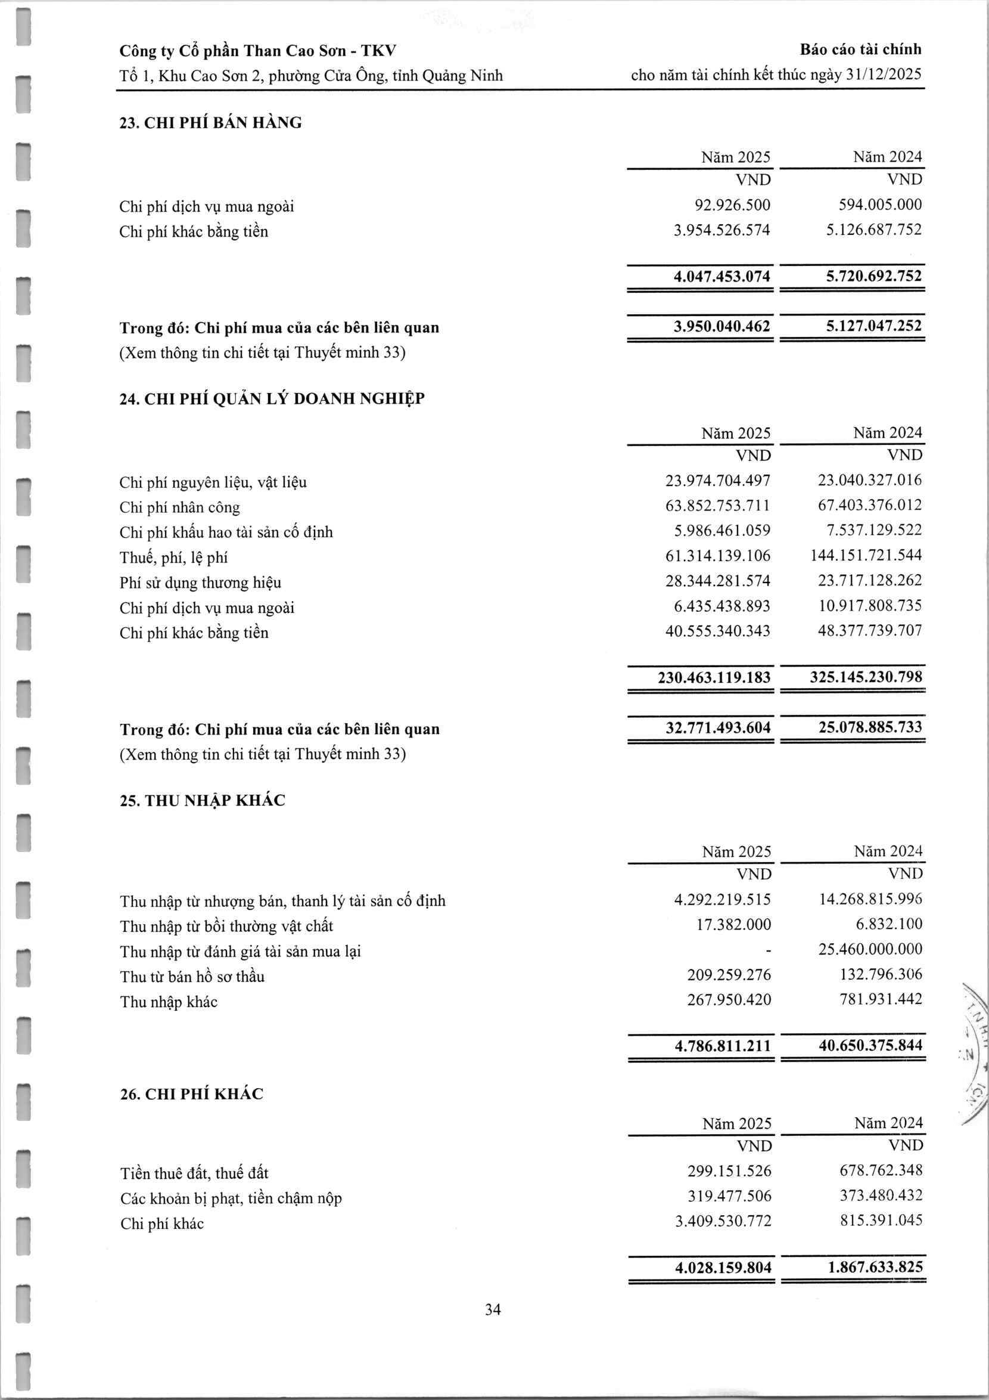 Công ty Cổ phần Than Cao Sơn - TKV Báo cáo tài chính
Tổ 1, Khu Cao Sơn 2, phường Cửa Ông, tỉnh Quảng Ninh cho năm tài chính kết thúc ngày 31/12/2025
23. CHI PHÍ BÁN HÀNG
Năm 2025 Năm 2024
VND VND
Chi phí dịch vụ mua ngoài 92.926.500 594.005.000
Chi phí khác bằng tiền 3.954.526.574 5.126.687.752
4.047.453.074 5.720.692.752
Trong đó: Chi phí mua của các bên liên quan 3.950.040.462 5.127.047.252
(Xem thông tin chi tiết tại Thuyết minh 33)
24. CHI PHÍ QUẢN LÝ DOANH NGHIỆP
Năm 2025 Năm 2024
VND VND
Chi phí nguyên liệu, vật liệu 23.974.704.497 23.040.327.016
Chi phí nhân công 63.852.753.711 67.403.376.012
Chi phí khấu hao tài sản cố định 5.986.461.059 7.537.129.522
Thuế, phí, lệ phí 61.314.139.106 144.151.721.544
Phí sử dụng thương hiệu 28.344.281.574 23.717.128.262
Chi phí dịch vụ mua ngoài 6.435.438.893 10.917.808.735
Chi phí khác bằng tiền 40.555.340.343 48.377.739.707
230.463.119.183 325.145.230.798
Trong đó: Chi phí mua của các bên liên quan 32.771.493.604 25.078.885.733
(Xem thông tin chi tiết tại Thuyết minh 33)
25. THU NHẬP KHÁC
Năm 2025 Năm 2024
VND VND
Thu nhập từ nhượng bán, thanh lý tài sản cố định 4.292.219.515 14.268.815.996
Thu nhập từ bồi thường vật chất 17.382.000 6.832.100
Thu nhập từ đánh giá tài sản mua lại - 25.460.000.000
Thu từ bán hồ sơ thầu 209.259.276 132.796.306
Thu nhập khác 267.950.420 781.931.442
4.786.811.211 40.650.375.844
26. CHI PHÍ KHÁC
Năm 2025 Năm 2024
VND VND
Tiền thuê đất, thuế đất 299.151.526 678.762.348
Các khoản bị phạt, tiền chậm nộp 319.477.506 373.480.432
Chi phí khác 3.409.530.772 815.391.045
4.028.159.804 1.867.633.825
34